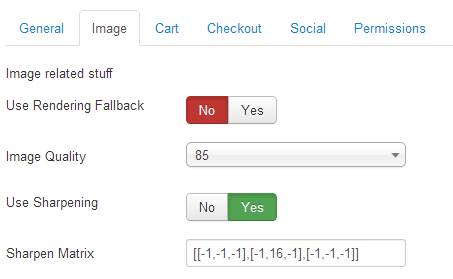 General Image Cart Checkout Social Permissions
Image related stuff
Use Rendering Fallback No Yes
Image Quality 85
Use Sharpening No Yes
Sharpen Matrix [[-1,-1,-1],[-1,16,-1],[-1,-1,-1]]